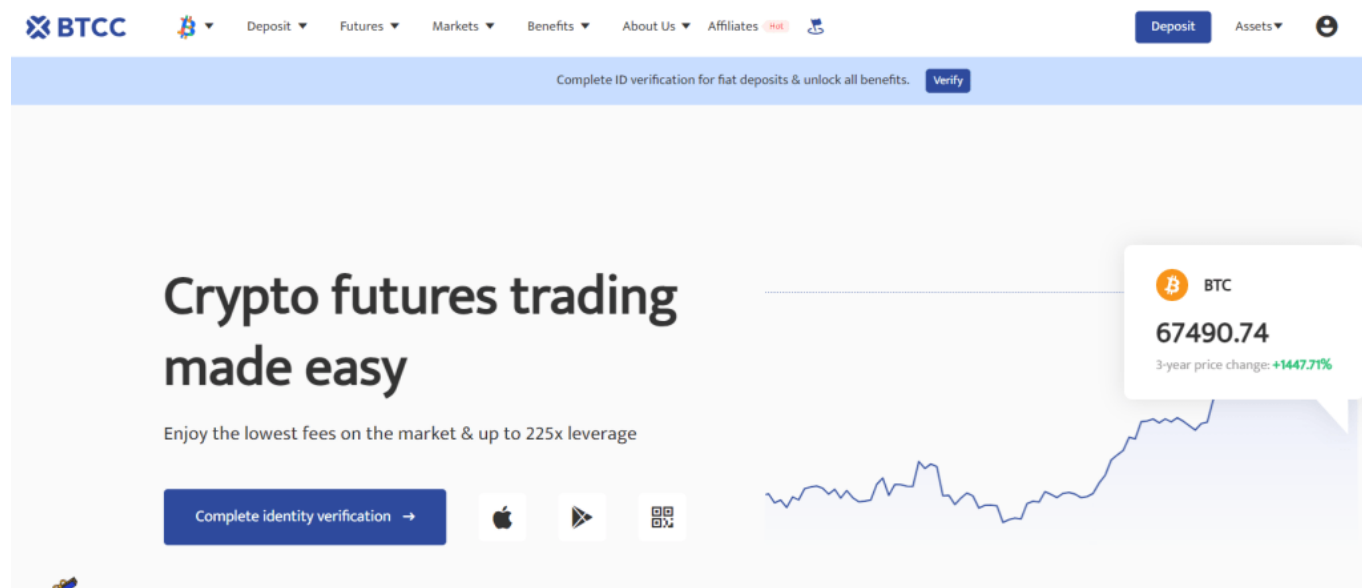 BTCC
Deposit
Futures
Markets
Benefits
About Us
Affiliates
Hot
Deposit
Assets
Complete ID verification for fiat deposits & unlock all benefits.
Verify
Crypto futures trading
made easy
Enjoy the lowest fees on the market & up to 225x leverage
Complete identity verification →
BTC
67490.74
3-year price change: +1447.71%